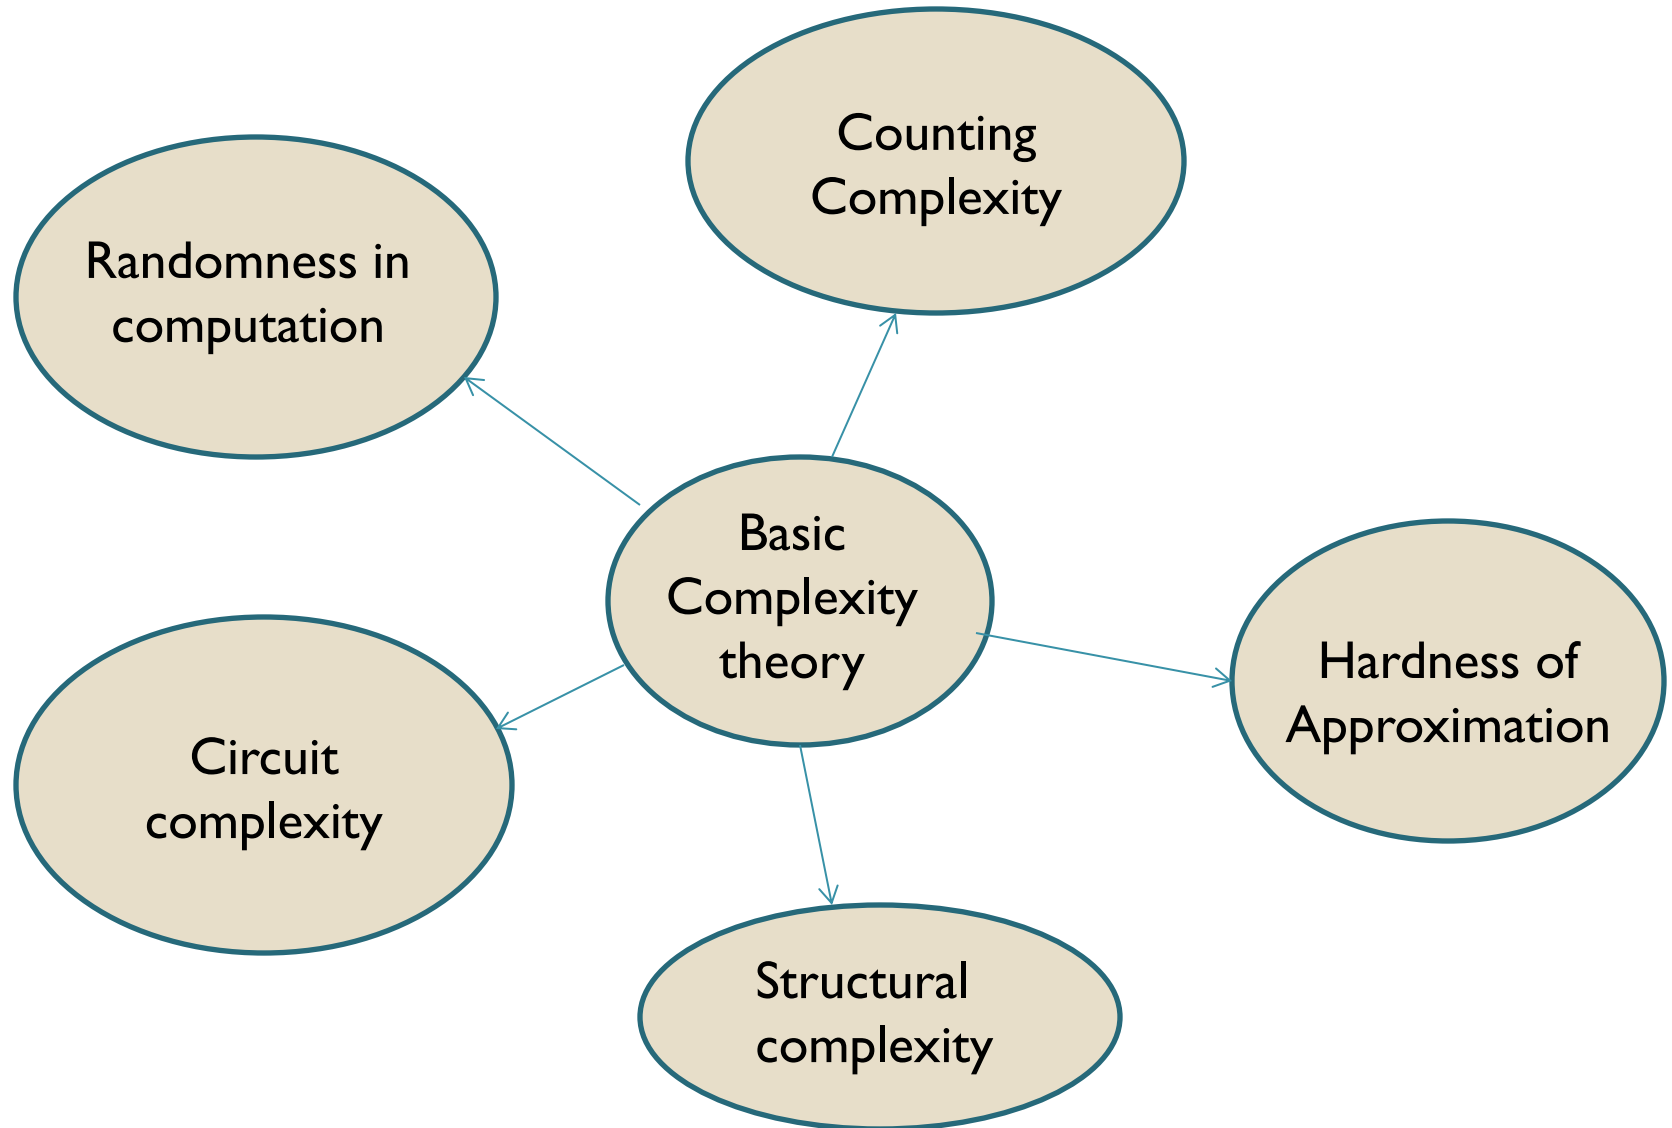 Counting
Complexity
Randomness in
computation
Basic
Complexity
theory
Hardness of
Approximation
Circuit
complexity
Structural
complexity